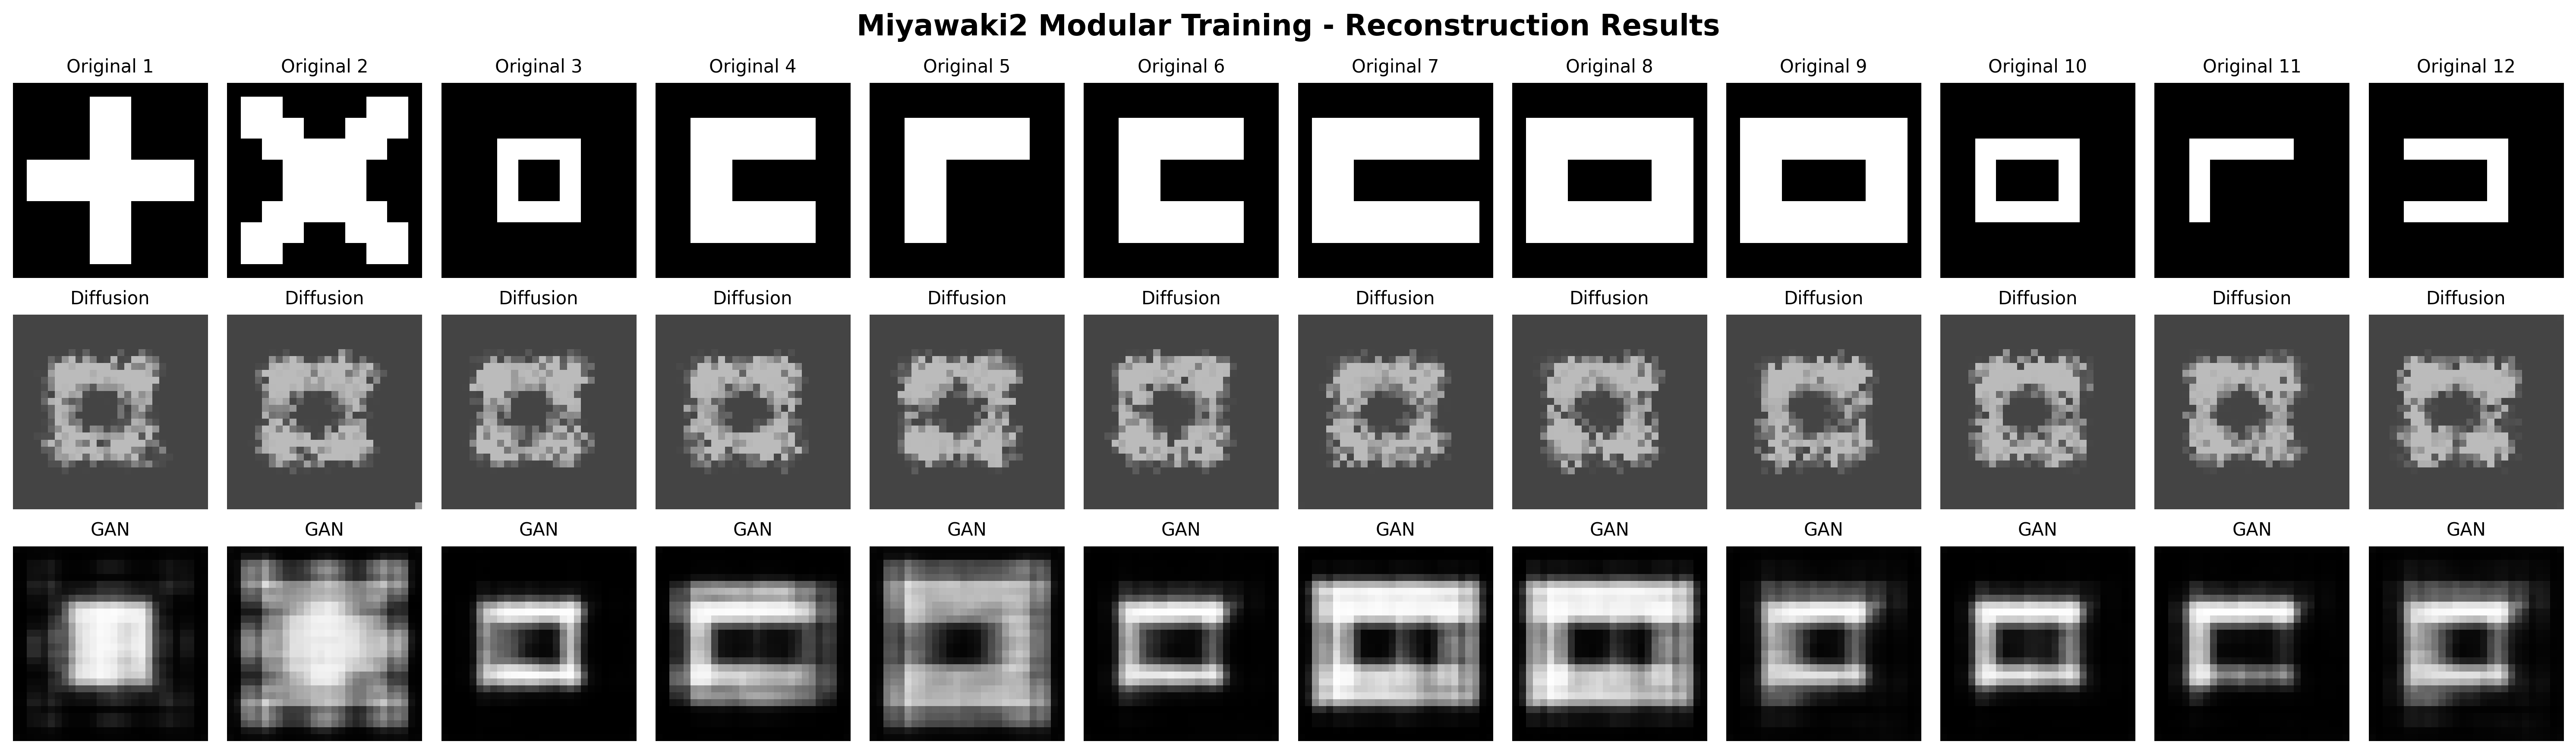 Miyawaki2 Modular Training - Reconstruction Results
Original 1 Original 2 Original 3 Original 4 Original 5 Original 6 Original 7 Original 8 Original 9 Original 10 Original 11 Original 12
Diffusion Diffusion Diffusion Diffusion Diffusion Diffusion Diffusion Diffusion Diffusion Diffusion Diffusion Diffusion
GAN GAN GAN GAN GAN GAN GAN GAN GAN GAN GAN GAN